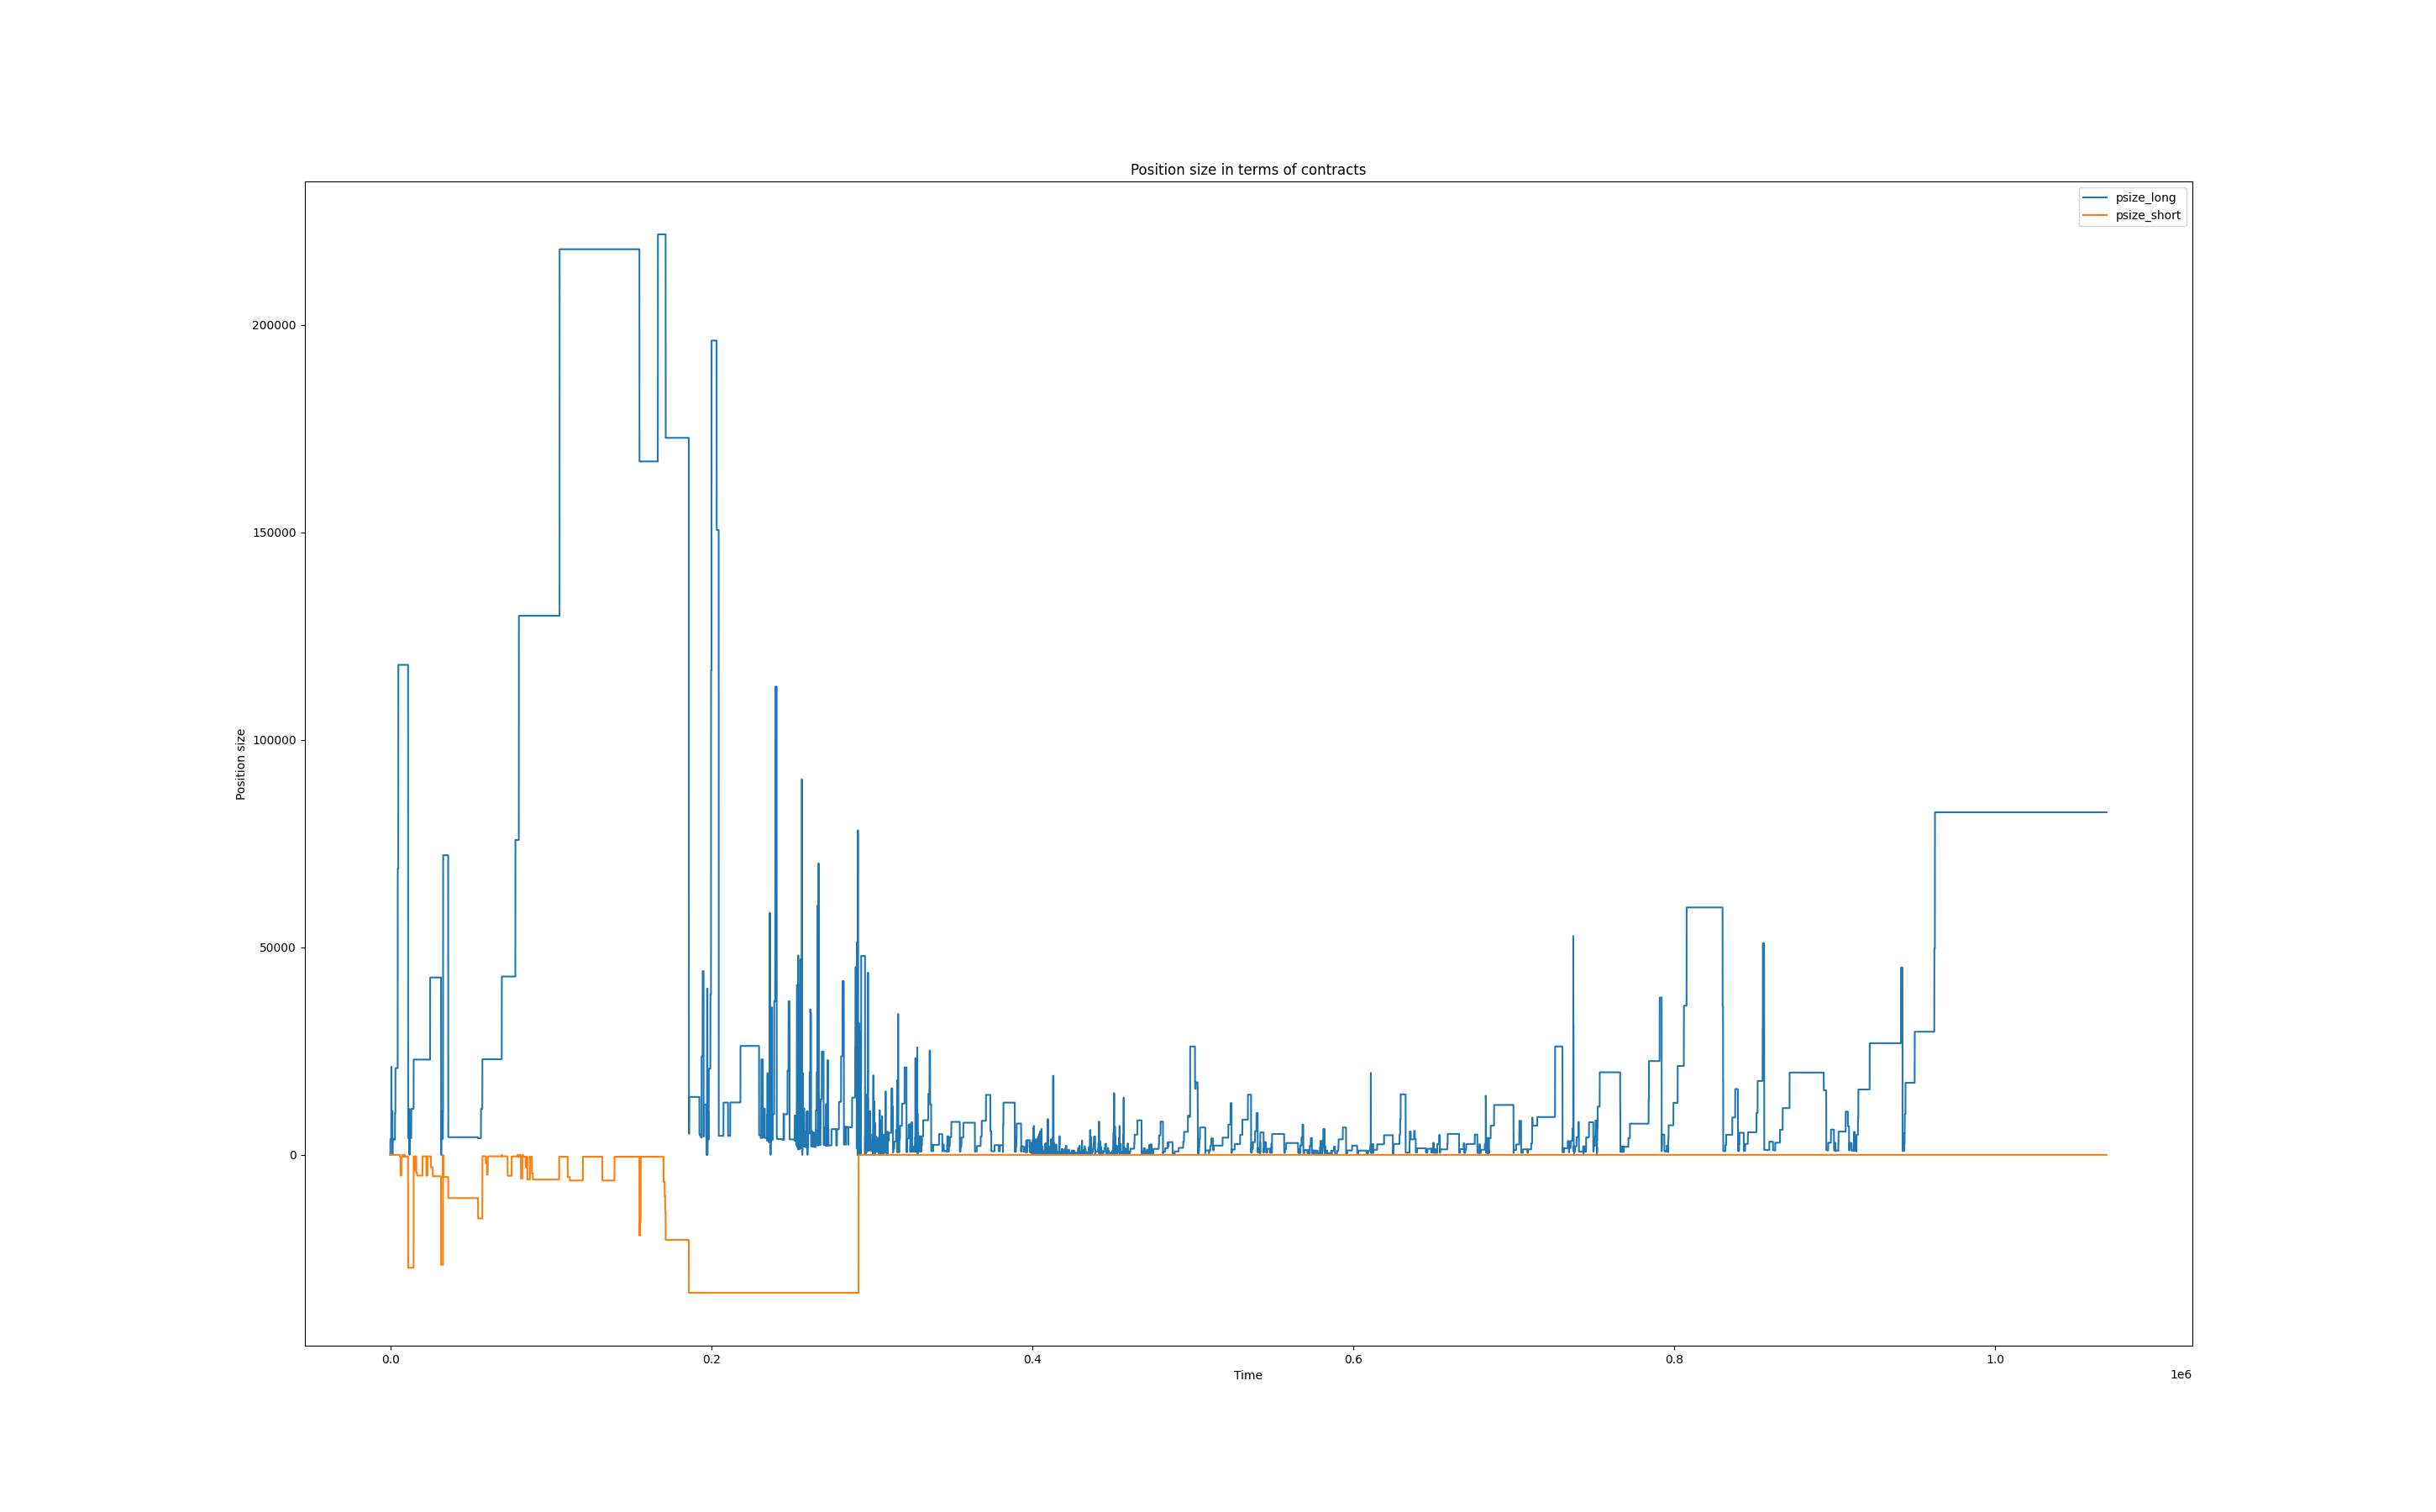 Position size in terms of contracts
psize_long
psize_short
200000
150000
100000
50000
0
Position size
0.0
0.2
0.4
0.6
0.8
1.0
Time
1e6